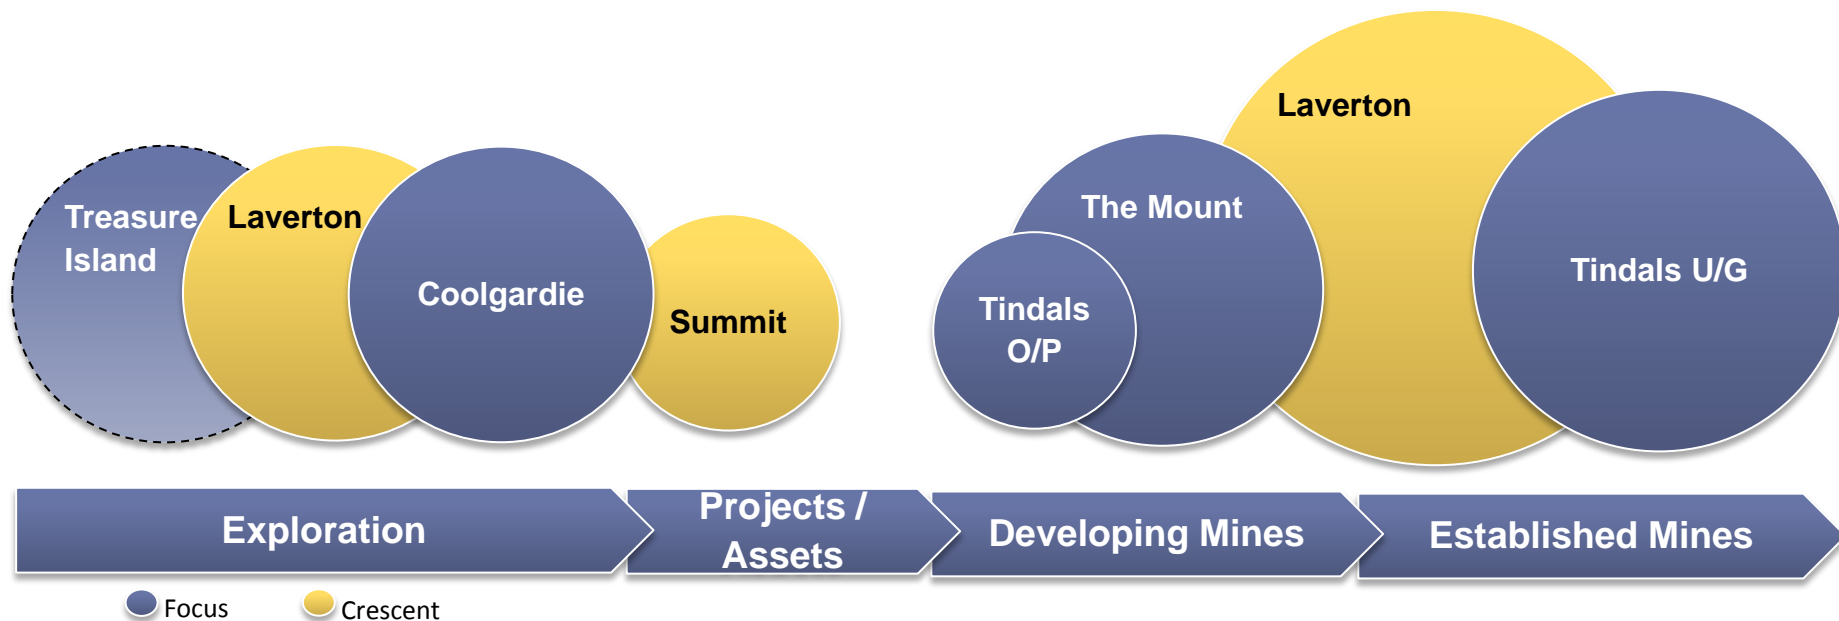 Treasure
Island
Laverton
Coolgardie
Summit
Tindals
O/P
The Mount
Laverton
Tindals U/G
Exploration
Projects /
Assets
Developing Mines
Established Mines
Focus
Crescent